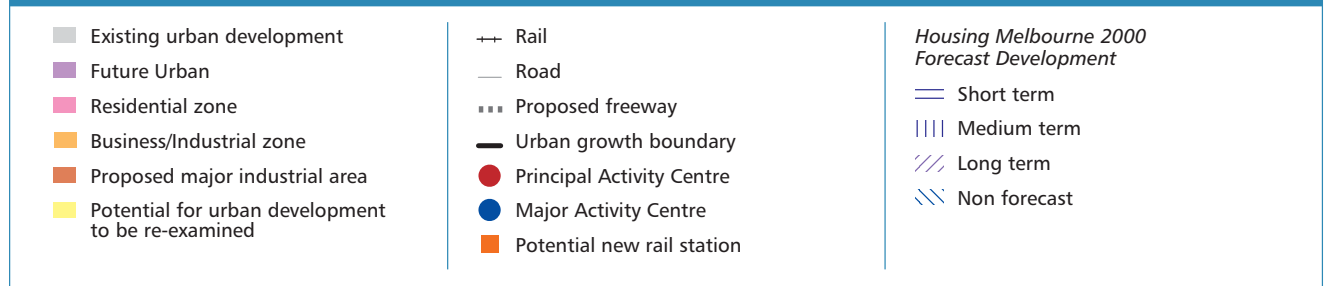 Existing urban development
Future Urban
Residential zone
Business/Industrial zone
Proposed major industrial area
Potential for urban development
to be re-examined
Rail
Road
Proposed freeway
Urban growth boundary
Principal Activity Centre
Major Activity Centre
Potential new rail station
Housing Melbourne 2000
Forecast Development
Short term
Medium term
Long term
Non forecast